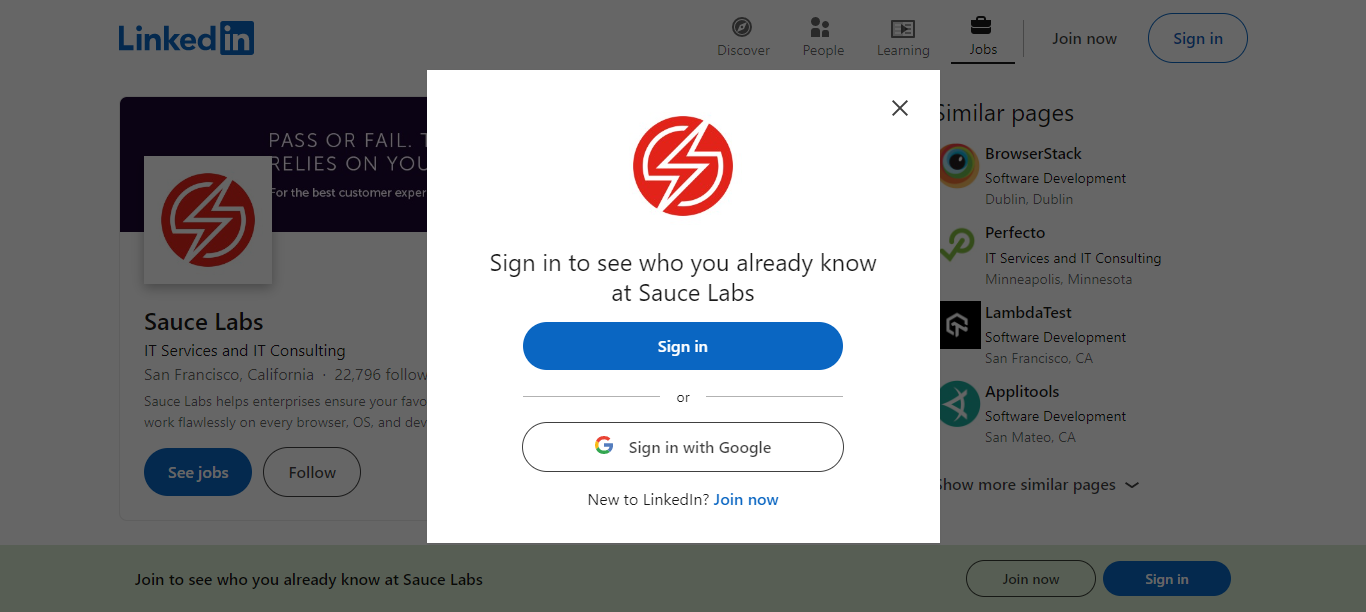 LinkedIn
Discover
People
Learning
Jobs
Join now
Sign in
PASS OR FAIL.
RELIES ON YOU
For the best customer exper
Sauce Labs
IT Services and IT Consulting
San Francisco, California · 22,796 follow
Sauce Labs helps enterprises ensure your favo
work flawlessly on every browser, OS, and dev
See jobs
Follow
Sign in to see who you already know
at Sauce Labs
Sign in
or
Sign in with Google
New to LinkedIn? Join now
Similar pages
BrowserStack
Software Development
Dublin, Dublin
Perfecto
IT Services and IT Consulting
Minneapolis, Minnesota
LambdaTest
Software Development
San Francisco, CA
Applitools
Software Development
San Mateo, CA
Show more similar pages
Join to see who you already know at Sauce Labs
Join now
Sign in